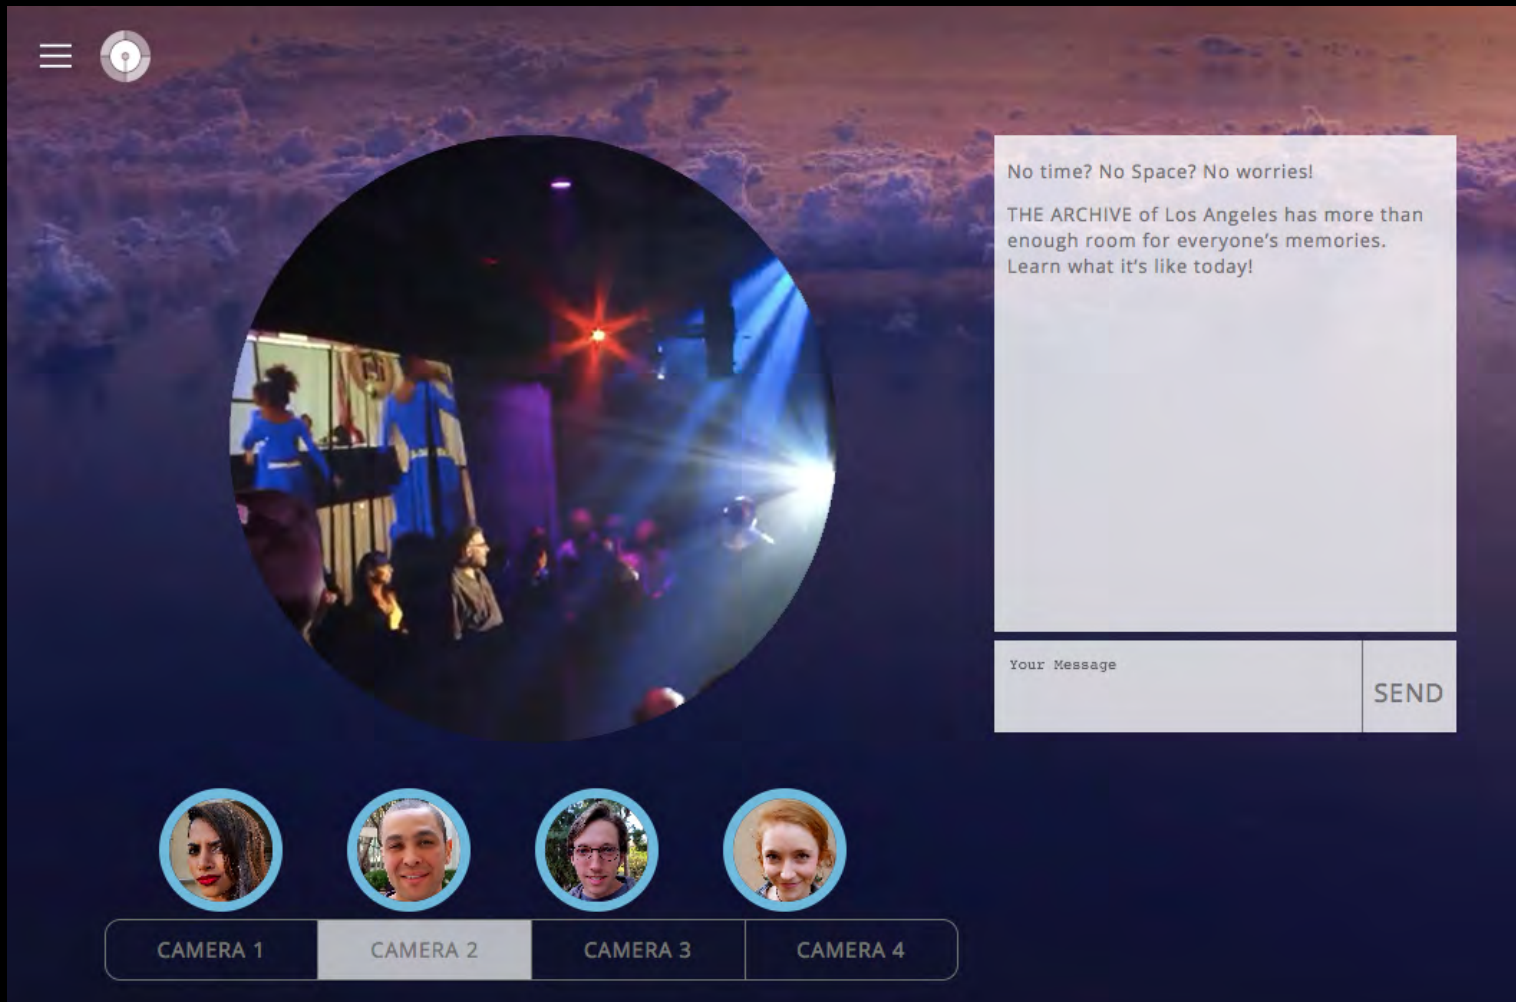 No time? No Space? No worries!
THE ARCHIVE of Los Angeles has more than
enough room for everyone's memories.
Learn what it's like today!
Your Message
SEND
CAMERA 1
CAMERA 2
CAMERA 3
CAMERA 4